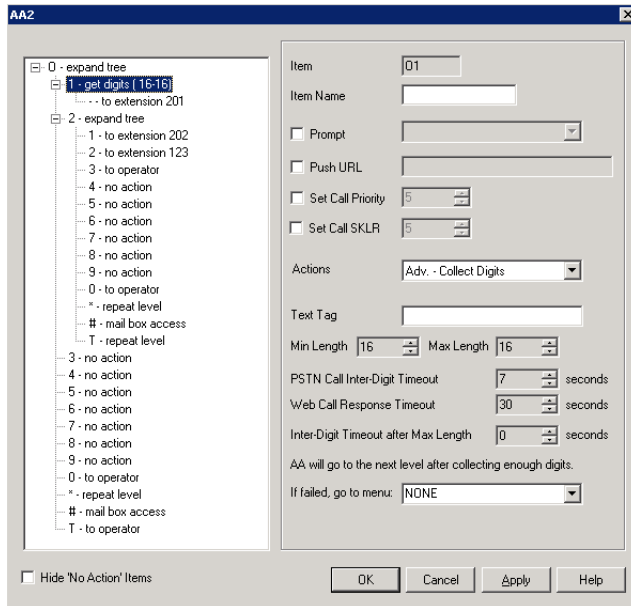 AA2
0 - expand tree
1 - get digits ( 16-16)
- - to extension 201
2 - expand tree
1 - to extension 202
2 - to extension 123
3 - to operator
4 - no action
5 - no action
6 - no action
7 - no action
8 - no action
9 - no action
0 - to operator
* - repeat level
# - mail box access
T - repeat level
3 - no action
4 - no action
5 - no action
6 - no action
7 - no action
8 - no action
9 - no action
0 - to operator
* - repeat level
# - mail box access
T - to operator
Hide 'No Action' Items
Item 01
Item Name
Prompt
Push URL
Set Call Priority 5
Set Call SKLR 5
Actions Adv. - Collect Digits
Text Tag
Min Length 16 Max Length 16
PSTN Call Inter-Digit Timeout 7 seconds
Web Call Response Timeout 30 seconds
Inter-Digit Timeout after Max Length 0 seconds
AA will go to the next level after collecting enough digits.
If failed, go to menu: NONE
OK Cancel Apply Help